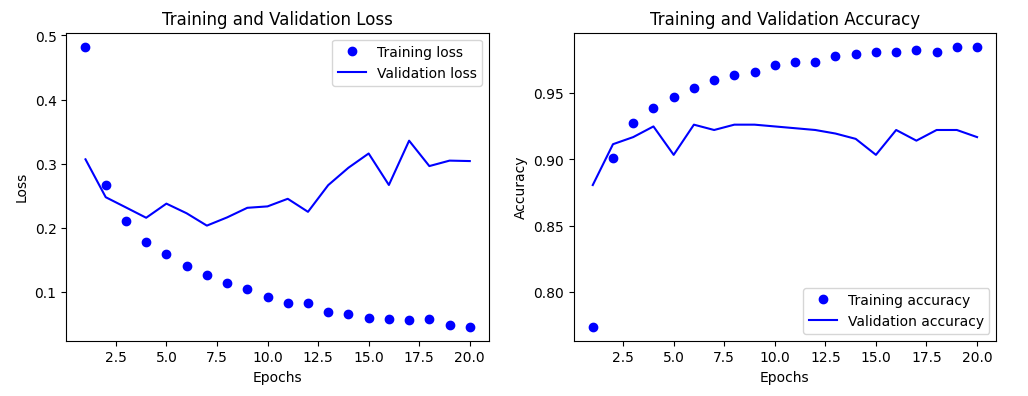 Training and Validation Loss
0.5
0.4
0.3
0.2
0.1
Loss
Training loss
Validation loss
2.5 5.0 7.5 10.0 12.5 15.0 17.5 20.0
Epochs
Training and Validation Accuracy
0.95
0.90
0.85
0.80
Accuracy
Training accuracy
Validation accuracy
2.5 5.0 7.5 10.0 12.5 15.0 17.5 20.0
Epochs